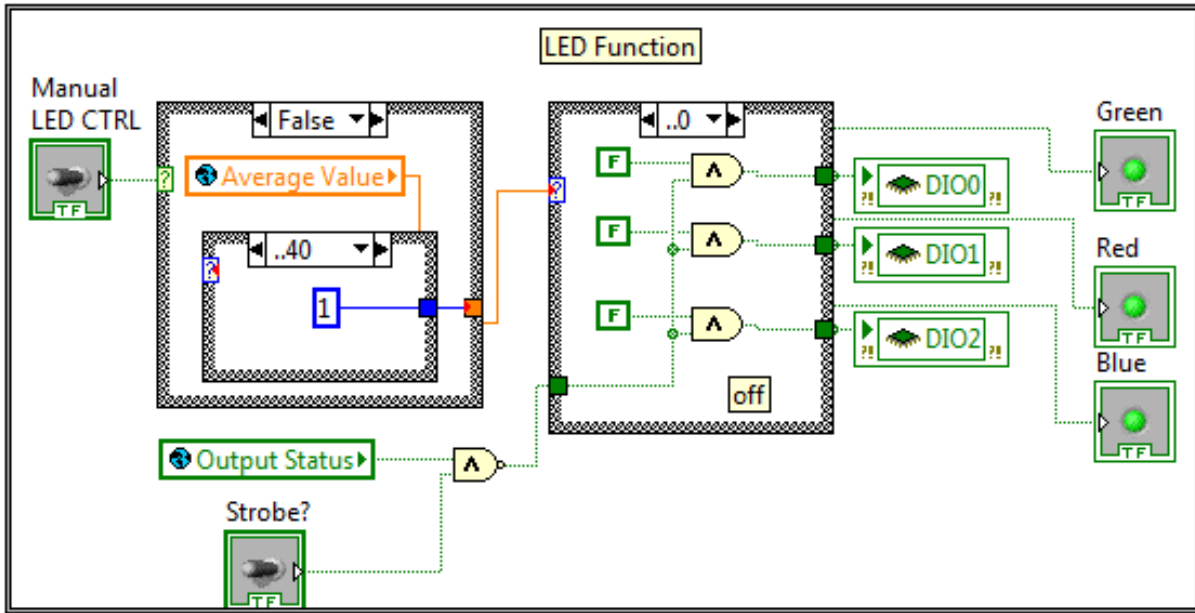 LED Function
Manual
LED CTRL
TF
False
?
Average Value
..40
?
1
?
..0
F
∧
F
∧
F
∧
off
?! DIO0 ?!
?! DIO1 ?!
?! DIO2 ?!
Green
TF
Red
TF
Blue
TF
Output Status
∧
Strobe?
TF